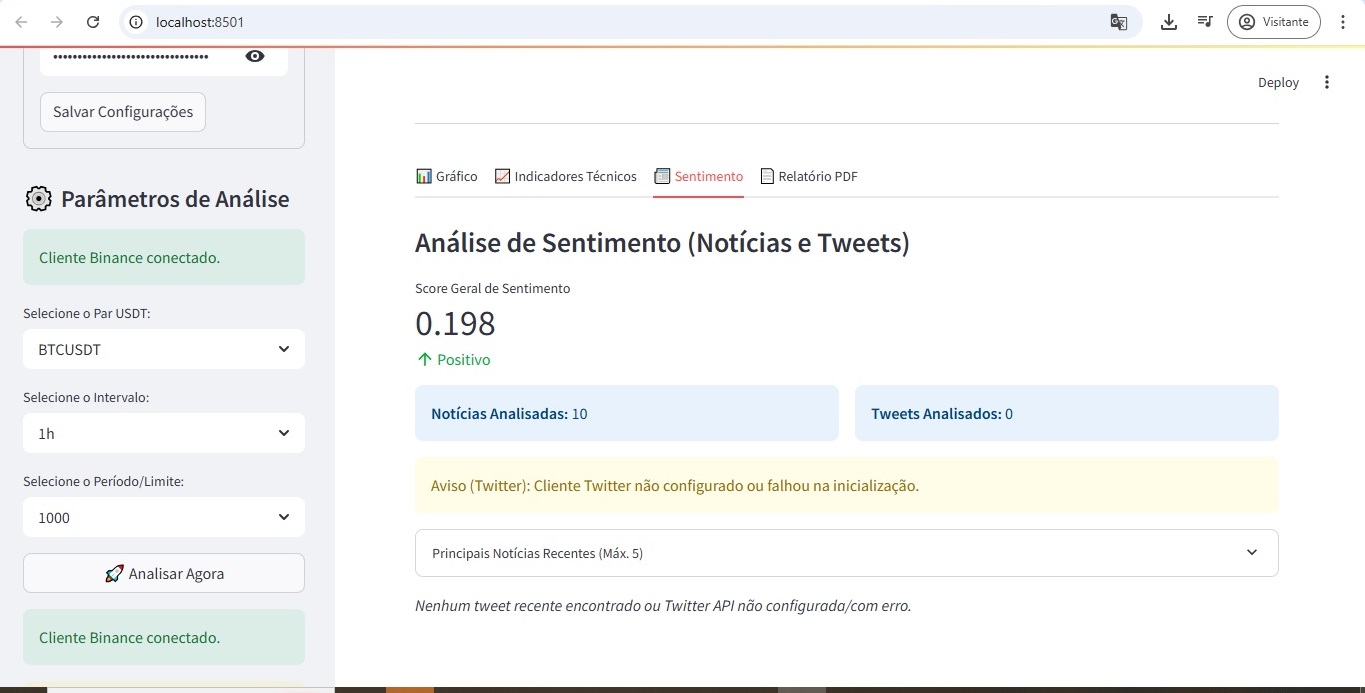 localhost:8501
Visitante
Salvar Configurações
Parâmetros de Análise
Cliente Binance conectado.
Selecione o Par USDT:
BTCUSDT
Selecione o Intervalo:
1h
Selecione o Período/Limite:
1000
Analisar Agora
Cliente Binance conectado.
Deploy
Gráfico Indicadores Técnicos Sentimento Relatório PDF
Análise de Sentimento (Notícias e Tweets)
Score Geral de Sentimento
0.198
Positivo
Notícias Analisadas: 10 Tweets Analisados: 0
Aviso (Twitter): Cliente Twitter não configurado ou falhou na inicialização.
Principais Notícias Recentes (Máx. 5)
Nenhum tweet recente encontrado ou Twitter API não configurada/com erro.